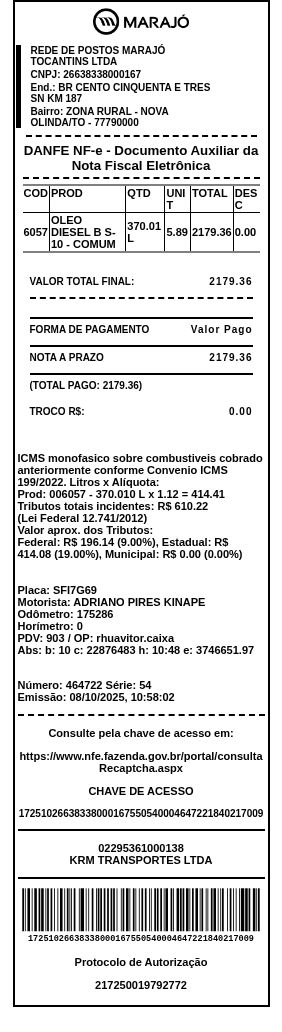 MARAJÓ
REDE DE POSTOS MARAJÓ
TOCANTINS LTDA
CNPJ: 26638338000167
End.: BR CENTO CINQUENTA E TRES
SN KM 187
Bairro: ZONA RURAL - NOVA
OLINDA/TO - 77790000
DANFE NF-e - Documento Auxiliar da
Nota Fiscal Eletrônica
COD PROD QTD UNI T TOTAL DES C
6057 OLEO DIESEL B S-10 - COMUM 370.01 L 5.89 2179.36 0.00
VALOR TOTAL FINAL: 2179.36
FORMA DE PAGAMENTO Valor Pago
NOTA A PRAZO 2179.36
(TOTAL PAGO: 2179.36)
TROCO R$: 0.00
ICMS monofasico sobre combustiveis cobrado
anteriormente conforme Convenio ICMS
199/2022. Litros x Alíquota:
Prod: 006057 - 370.010 L x 1.12 = 414.41
Tributos totais incidentes: R$ 610.22
(Lei Federal 12.741/2012)
Valor aprox. dos Tributos:
Federal: R$ 196.14 (9.00%), Estadual: R$
414.08 (19.00%), Municipal: R$ 0.00 (0.00%)
Placa: SFI7G69
Motorista: ADRIANO PIRES KINAPE
Odômetro: 175286
Horímetro: 0
PDV: 903 / OP: rhuavitor.caixa
Abs: b: 10 c: 22876483 h: 10:48 e: 3746651.97
Número: 464722 Série: 54
Emissão: 08/10/2025, 10:58:02
Consulte pela chave de acesso em:
https://www.nfe.fazenda.gov.br/portal/consulta
Recaptcha.aspx
CHAVE DE ACESSO
17251026638338000167550540004647221840217009
02295361000138
KRM TRANSPORTES LTDA
17251026638338000167550540004647221840217009
Protocolo de Autorização
217250019792772